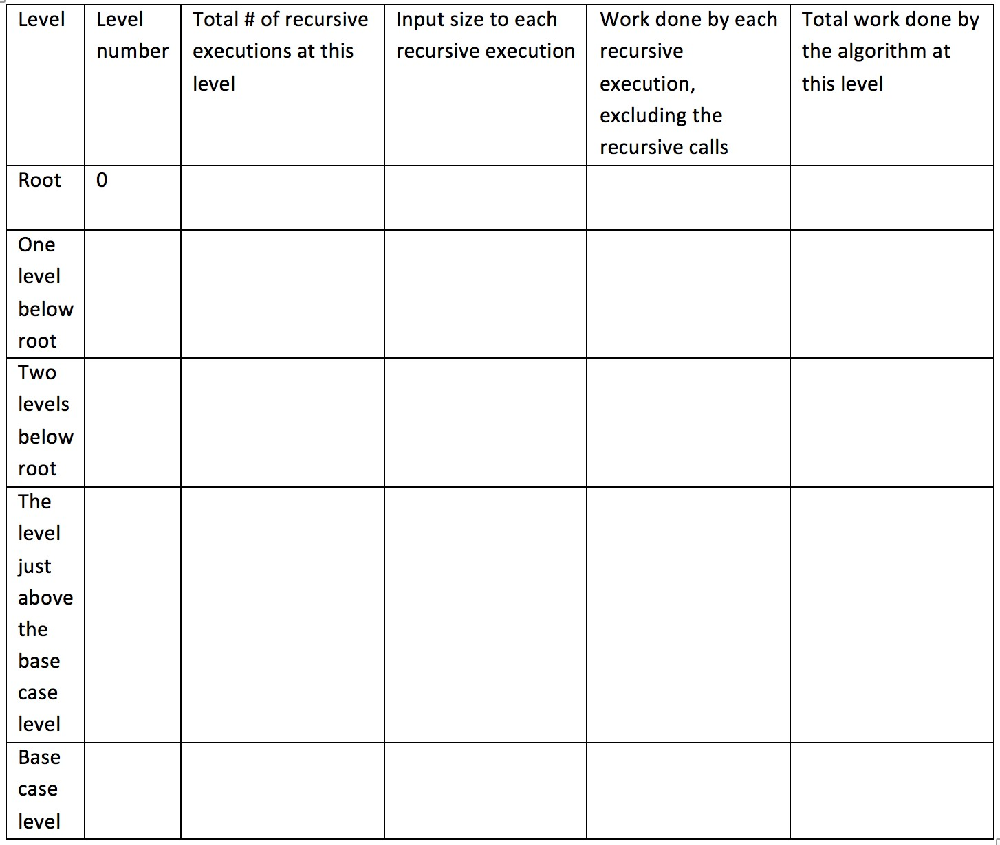 Level
Level
number
Total # of recursive
executions at this
level
Input size to each
recursive execution
Work done by each
recursive
execution,
excluding the
recursive calls
Total work done by
the algorithm at
this level
Root
0
One
level
below
root
Two
levels
below
root
The
level
just
above
the
base
case
level
Base
case
level